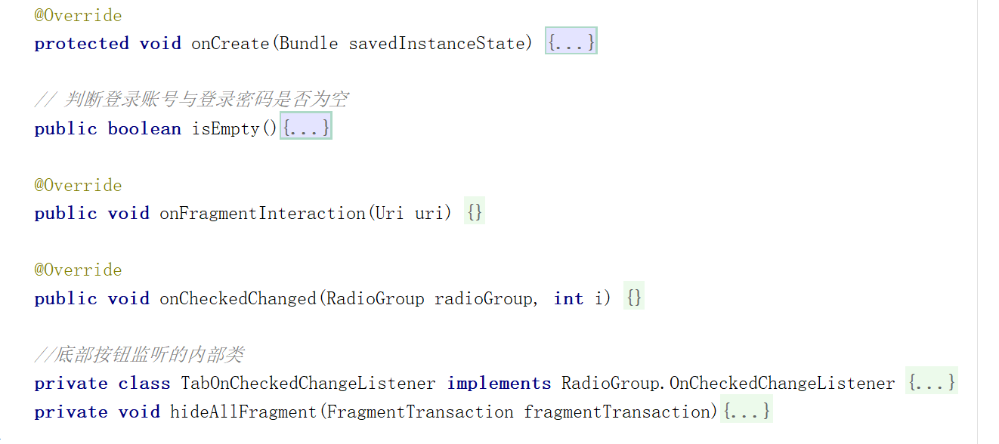 @Override
protected void onCreate(Bundle savedInstanceState) {...}
// 判断登录账号与登录密码是否为空
public boolean isEmpty(){...}
@Override
public void onFragmentInteraction(Uri uri) {}
@Override
public void onCheckedChanged(RadioGroup radioGroup, int i) {}
//底部按钮监听的内部类
private class TabOnCheckedChangeListener implements RadioGroup.OnCheckedChangeListener {...}
private void hideAllFragment(FragmentTransaction fragmentTransaction){...}